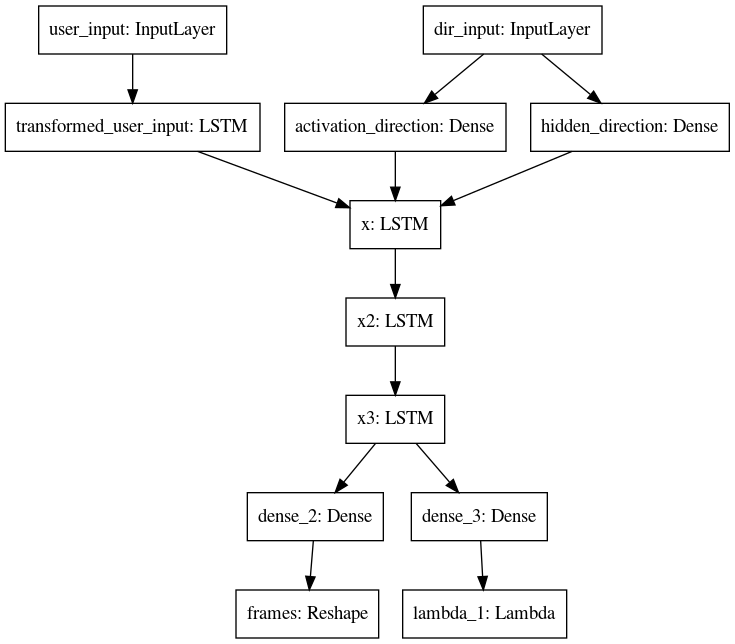 user_input: InputLayer
dir_input: InputLayer
transformed_user_input: LSTM
activation_direction: Dense
hidden_direction: Dense
x: LSTM
x2: LSTM
x3: LSTM
dense_2: Dense
dense_3: Dense
frames: Reshape
lambda_1: Lambda